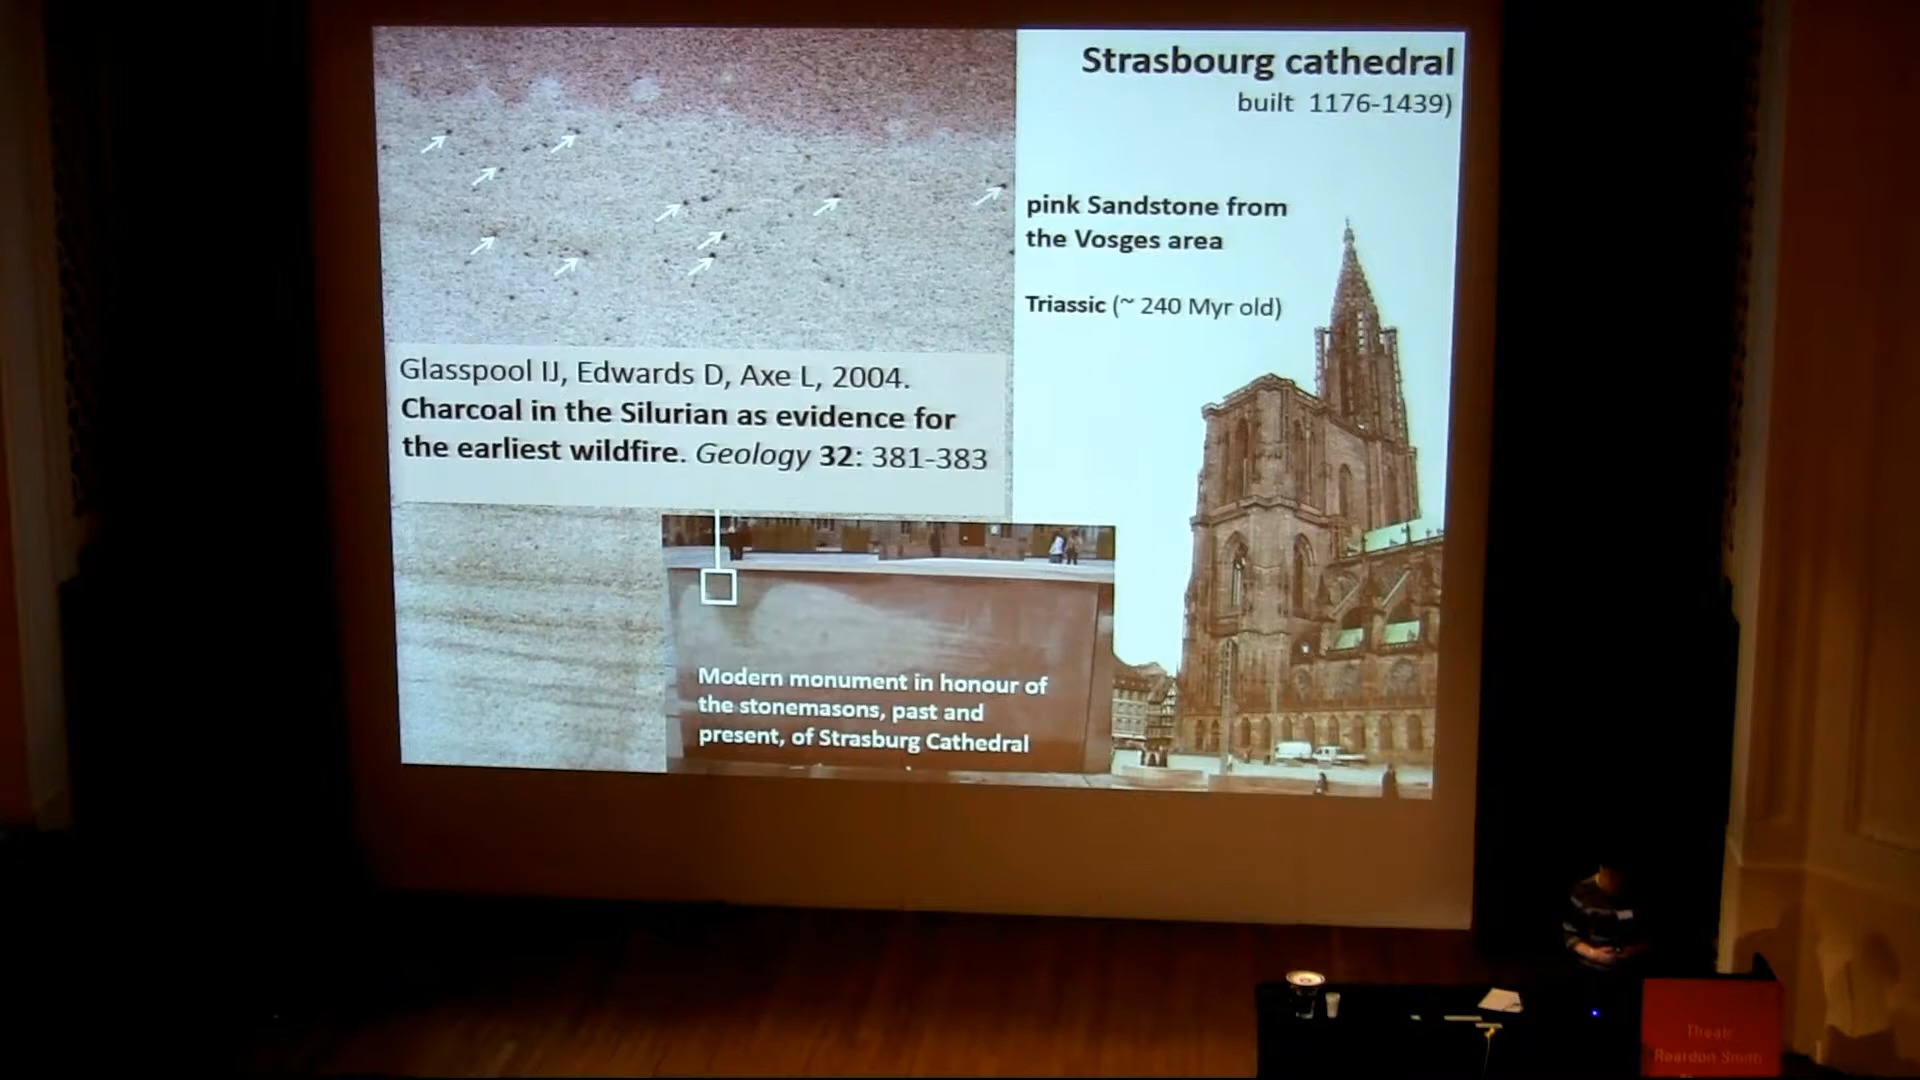 Strasbourg cathedral
built 1176-1439)
pink Sandstone from
the Vosges area
Triassic (~ 240 Myr old)
Glasspool IJ, Edwards D, Axe L, 2004.
Charcoal in the Silurian as evidence for
the earliest wildfire. Geology 32: 381-383
Modern monument in honour of
the stonemasons, past and
present, of Strasburg Cathedral
Reardon Smith